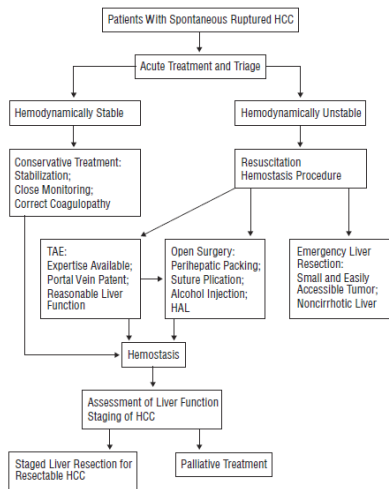 Patients With Spontaneous Ruptured HCC
Acute Treatment and Triage
Hemodynamically Stable
Hemodynamically Unstable
Conservative Treatment:
Stabilization;
Close Monitoring;
Correct Coagulopathy
Resuscitation
Hemostasis Procedure
TAE:
Expertise Available;
Portal Vein Patent;
Reasonable Liver
Function
Open Surgery:
Perihepatic Packing;
Suture Plication;
Alcohol Injection;
HAL
Emergency Liver
Resection:
Small and Easily
Accessible Tumor;
Noncirrhotic Liver
Hemostasis
Assessment of Liver Function
Staging of HCC
Staged Liver Resection for
Resectable HCC
Palliative Treatment